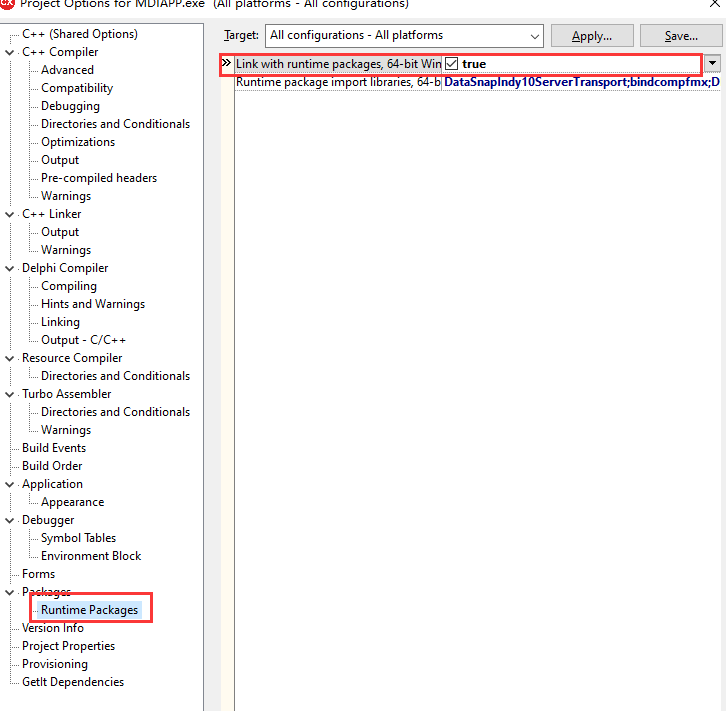 Project Options for MDIAPP.exe (All platforms - All configurations)
C++ (Shared Options)
C++ Compiler
Advanced
Compatibility
Debugging
Directories and Conditionals
Optimizations
Output
Pre-compiled headers
Warnings
C++ Linker
Output
Warnings
Delphi Compiler
Compiling
Hints and Warnings
Linking
Output - C/C++
Resource Compiler
Directories and Conditionals
Turbo Assembler
Directories and Conditionals
Warnings
Build Events
Build Order
Application
Appearance
Debugger
Symbol Tables
Environment Block
Forms
Packages
Runtime Packages
Version Info
Project Properties
Provisioning
GetIt Dependencies
Target: All configurations - All platforms Apply... Save...
Link with runtime packages, 64-bit Win true
Runtime package import libraries, 64-b DataSnapIndy10ServerTransport;bindcompfmx;D